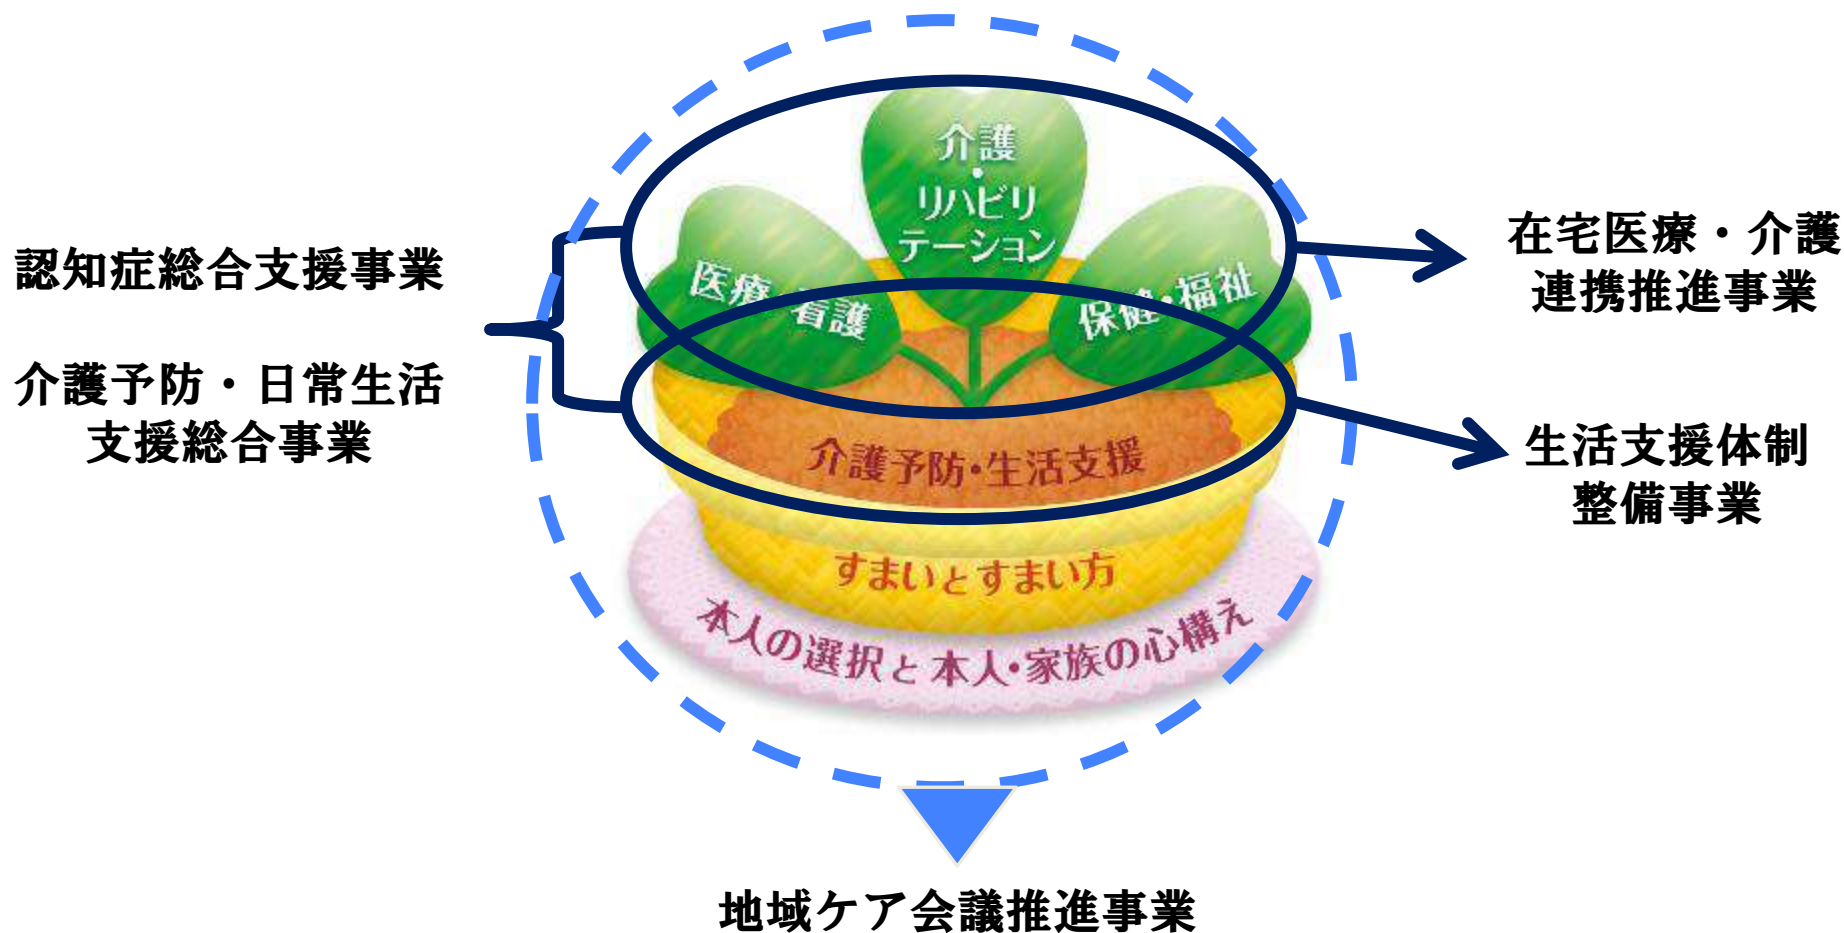 介護
・
リハビリ
テーション
医療・看護
保健・福祉
認知症総合支援事業
介護予防・日常生活
支援総合事業
在宅医療・介護
連携推進事業
生活支援体制
整備事業
介護予防・生活支援
すまいとすまい方
本人の選択と本人・家族の心構え
地域ケア会議推進事業